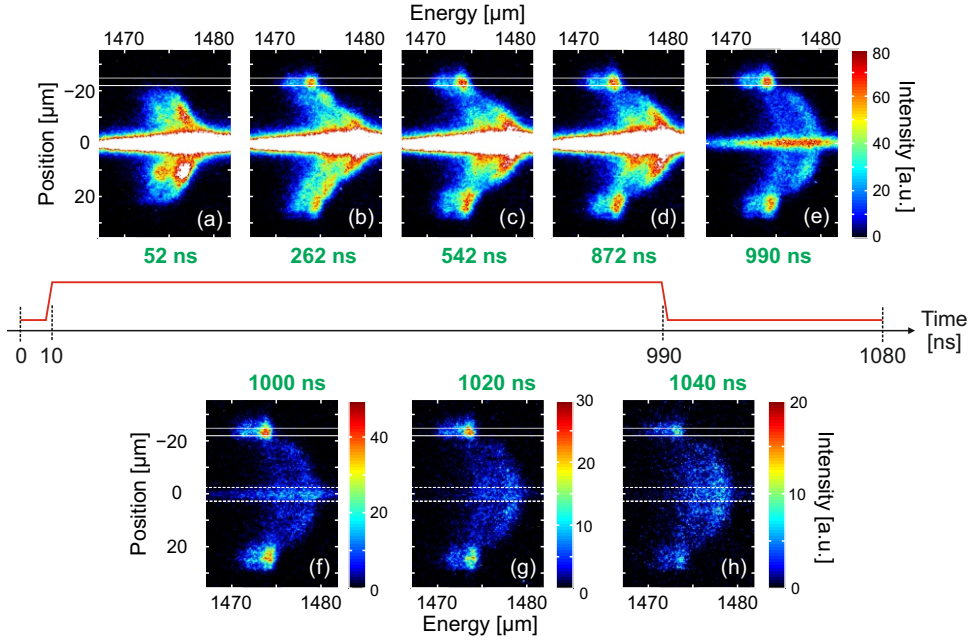 Energy [µm]
1470 1480 1470 1480 1470 1480 1470 1480 1470 1480
Position [µm]
−20
0
20
(a) (b) (c) (d) (e)
80
60
40
20
0
Intensity [a.u.]
52 ns 262 ns 542 ns 872 ns 990 ns
0 10 990 1080
Time
[ns]
1000 ns 1020 ns 1040 ns
Position [µm]
−20
0
20
(f) (g) (h)
40
20
0
30
20
10
0
20
10
0
Intensity [a.u.]
1470 1480 1470 1480 1470 1480
Energy [µm]